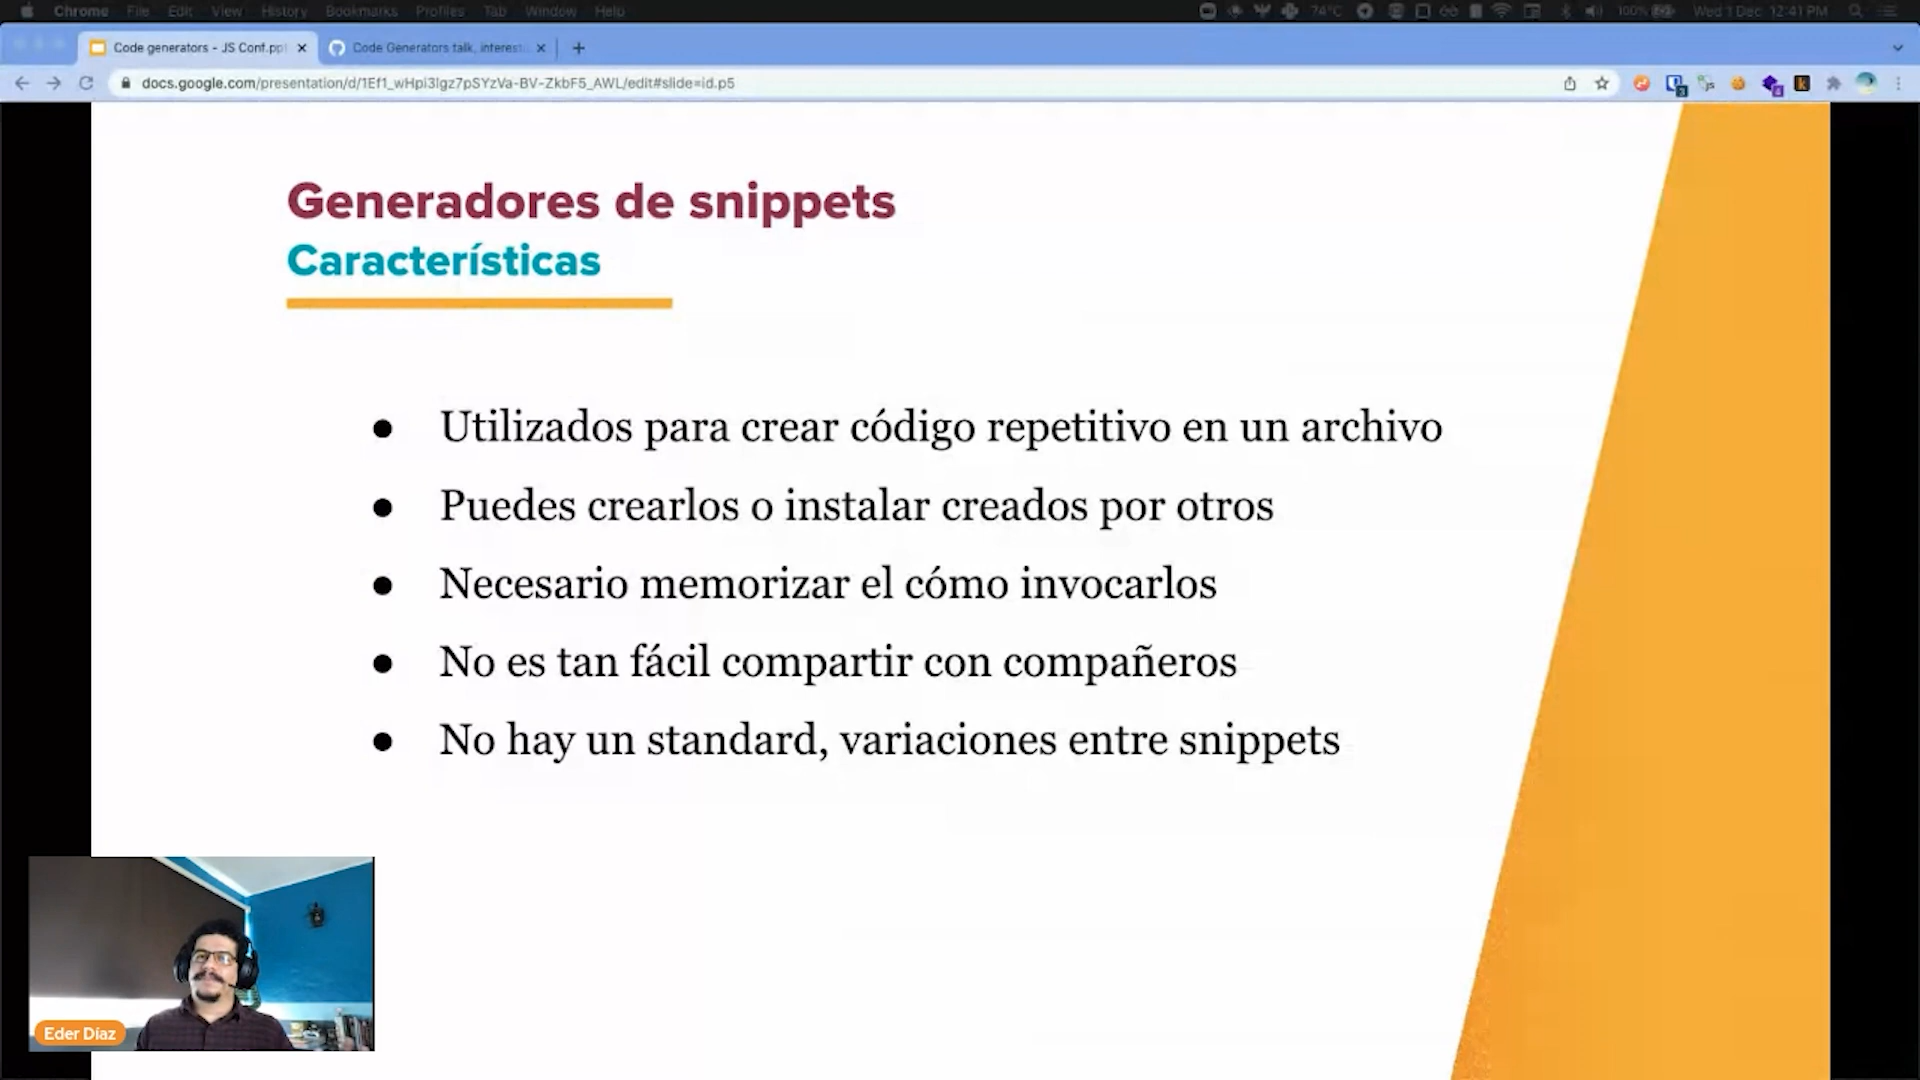 Chrome File Edit View History Bookmarks Profiles Tab Window Help 74°C 100% Wed 1 Dec 12:41 PM
Code generators - JS Conf.pp Code Generators talk, interest
docs.google.com/presentation/d/1Ef1_wHpi3Igz7pSYzVa-BV-ZkbF5_AWL/edit#slide=id.p5
Generadores de snippets
Características
● Utilizados para crear código repetitivo en un archivo
● Puedes crearlos o instalar creados por otros
● Necesario memorizar el cómo invocarlos
● No es tan fácil compartir con compañeros
● No hay un standard, variaciones entre snippets
Eder Díaz